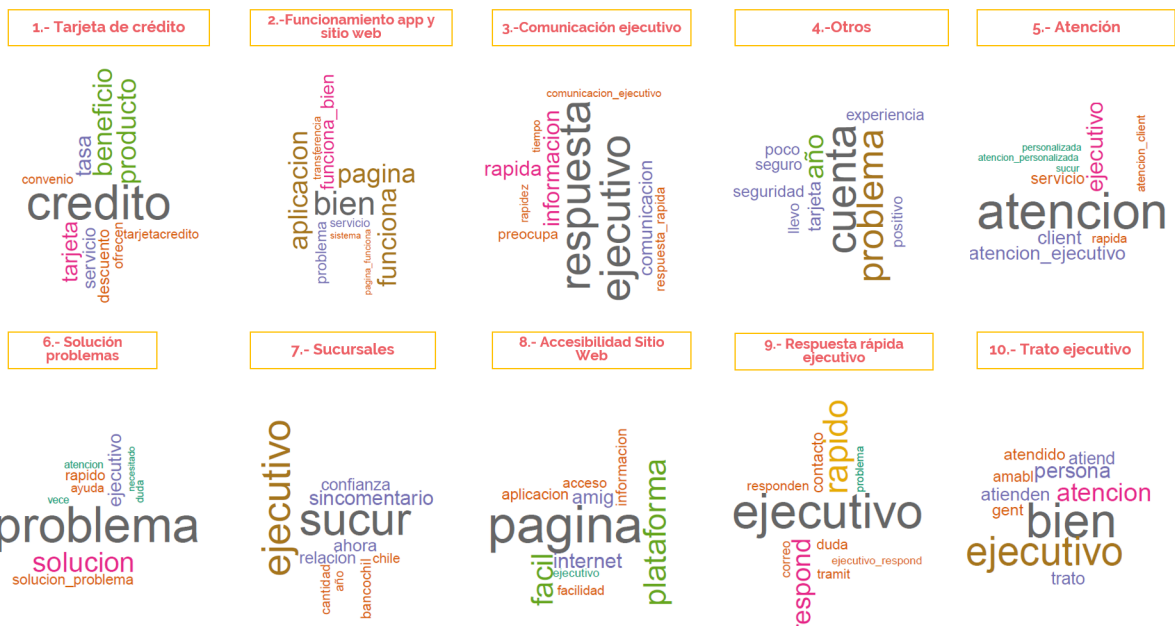 1.- Tarjeta de crédito
2.-Funcionamiento app y
sitio web
3.-Comunicación ejecutivo
4.-Otros
5.- Atención
beneficio
producto
tasa
convenio
credito
tarjeta
servicio
descuento
ofrecen
tarjetacredito
aplicacion
transferencia
funciona_bien
pagina
bien
servicio
sistema
problema
pagina_funciona
funciona
comunicacion_ejecutivo
tiempo
informacion
rapida
rapidez
preocupa
respuesta
ejecutivo
comunicacion
respuesta_rapida
experiencia
poco
seguro
año
seguridad
llevo
tarjeta
cuenta
problema
positivo
personalizada
atencion_personalizada
sucur
servicio
ejecutivo
atencion_client
atencion
client
rapida
atencion_ejecutivo
6.- Solución
problemas
7.- Sucursales
8.- Accesibilidad Sitio
Web
9.- Respuesta rápida
ejecutivo
10.- Trato ejecutivo
atencion
rapido
ayuda
vece
ejecutivo
necesitado
duda
problema
solucion
solucion_problema
ejecutivo
confianza
sincomentario
sucur
ahora
relacion
chile
cantidad
año
bancochil
acceso
aplicacion
amig
informacion
pagina
plataforma
facil
internet
ejecutivo
facilidad
rapido
contacto
problema
responden
ejecutivo
correo
respond
duda
ejecutivo_respond
tramit
atendido
atiend
amabl
persona
atienden
atencion
gent
bien
ejecutivo
trato